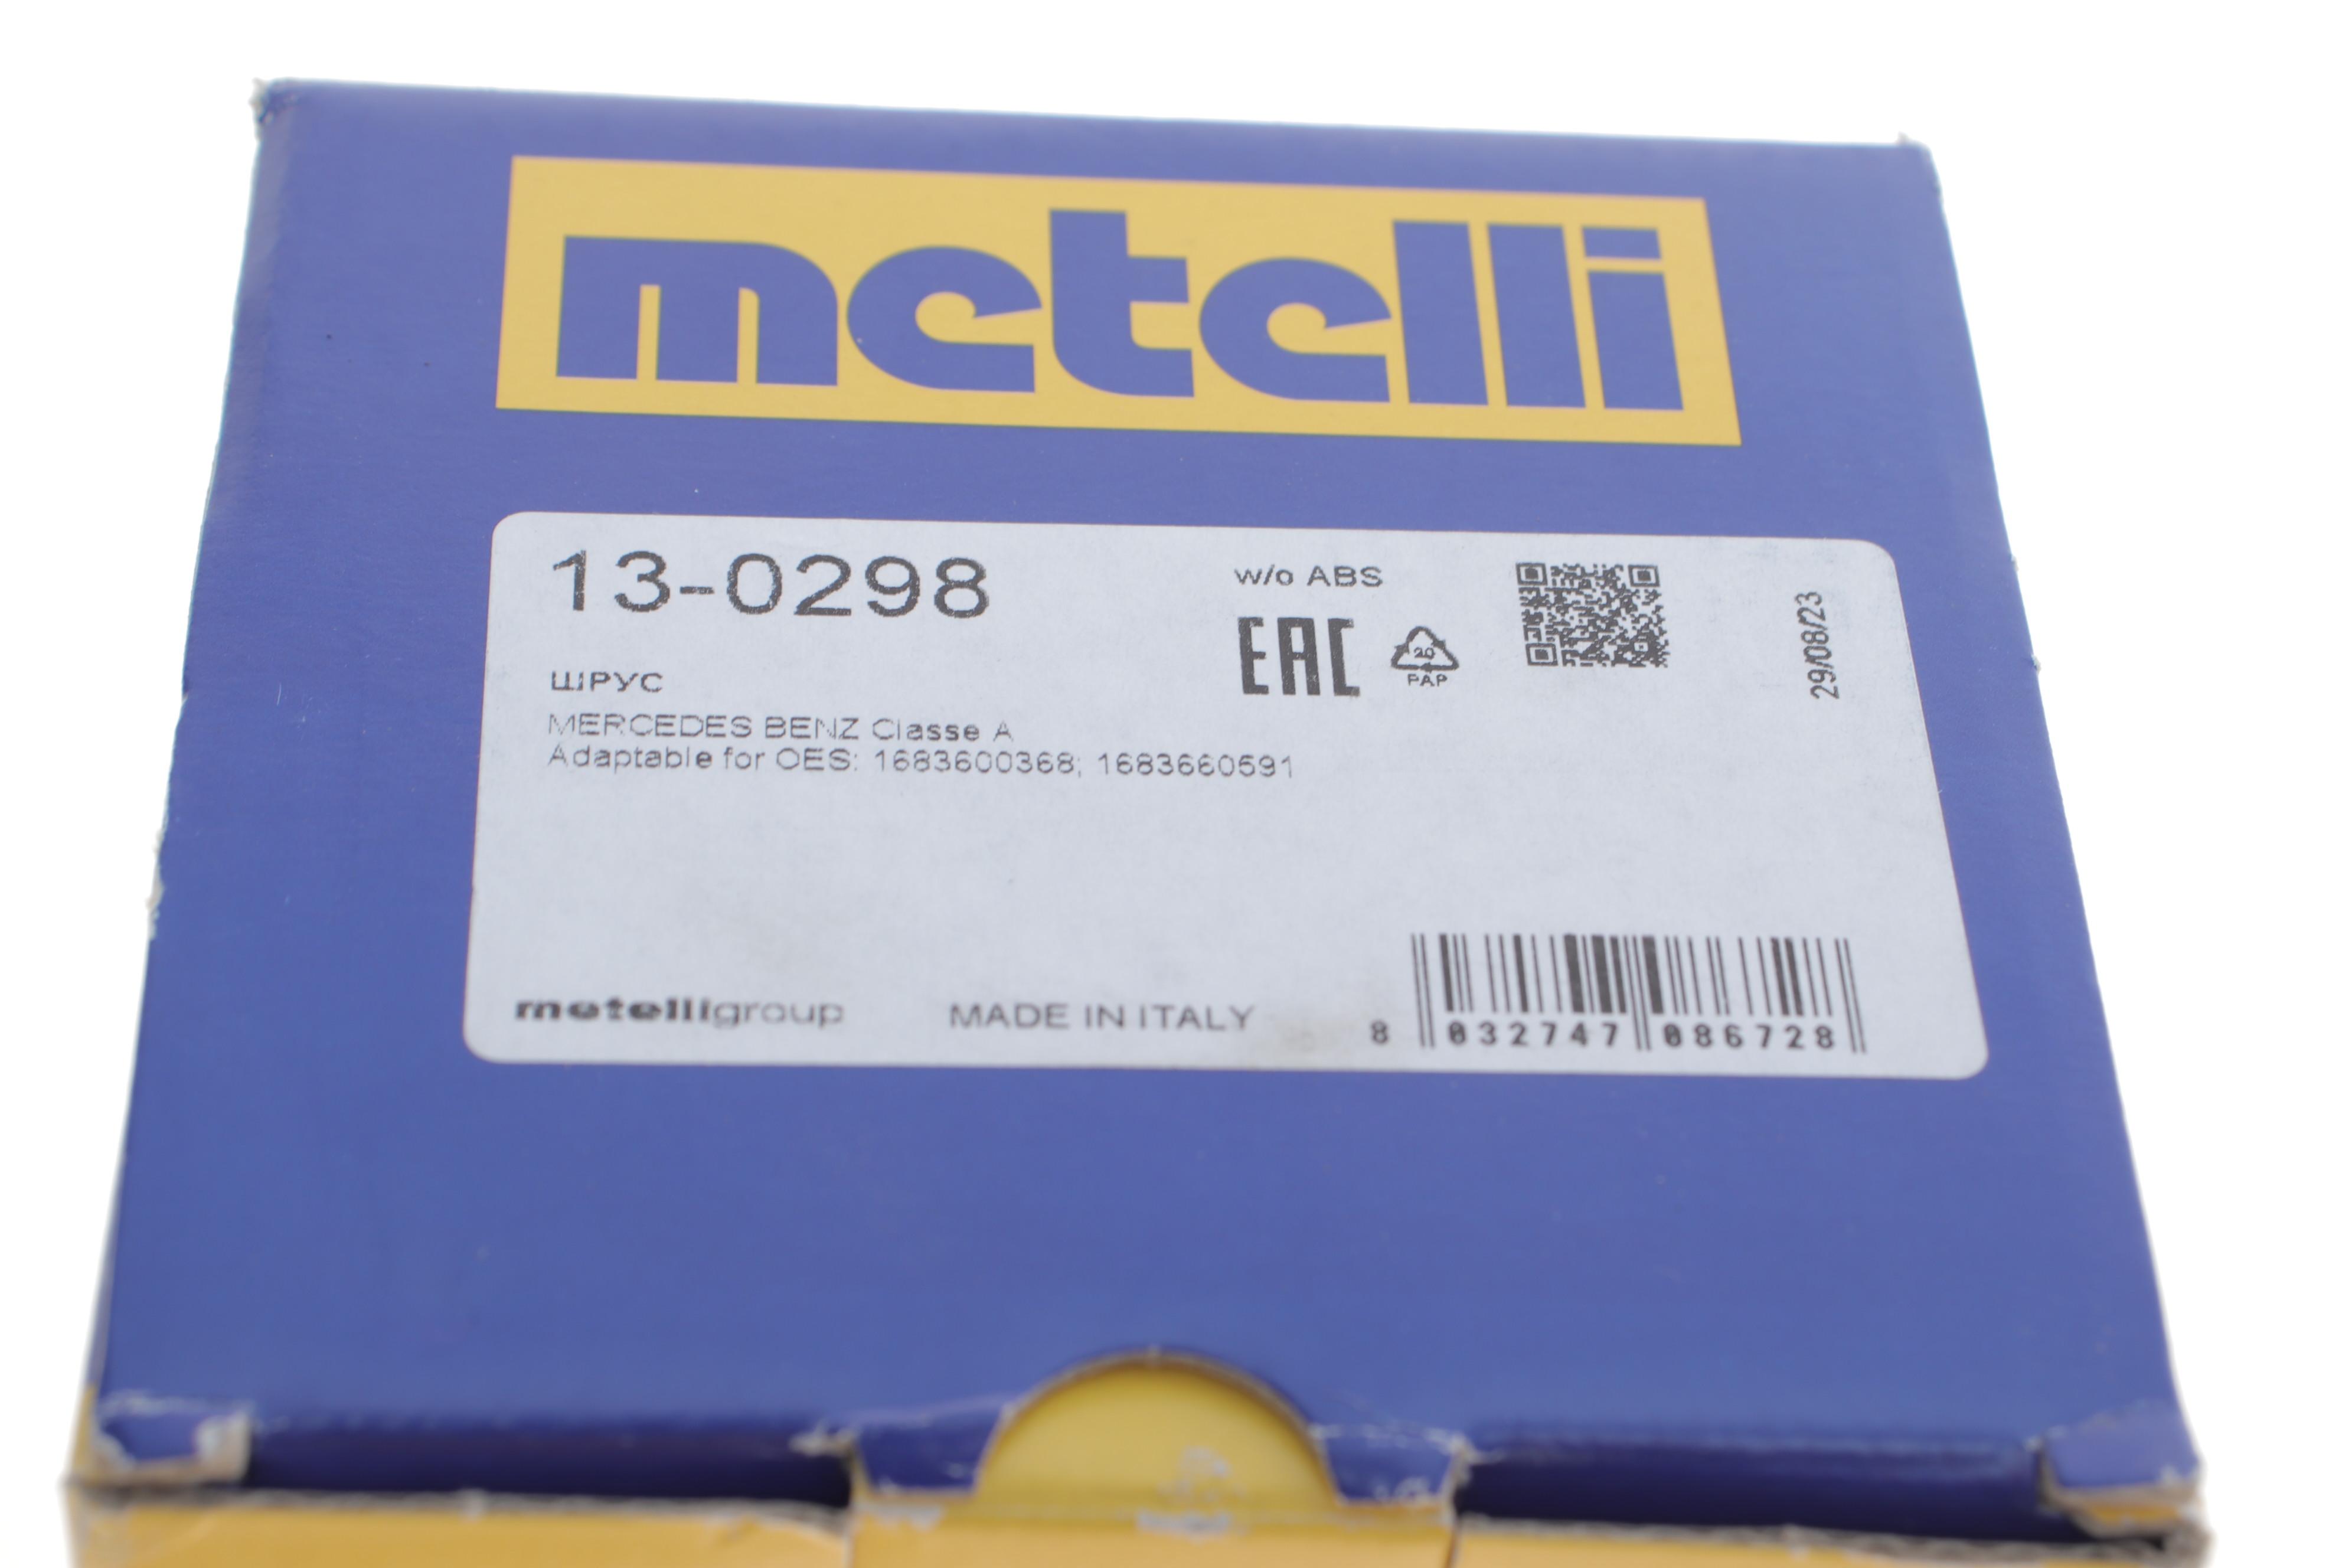 metelli
13-0298
w/o ABS
EAC
20
PAP
29/08/23
ШРУС
MERCEDES BENZ Classe A
Adaptable for OES: 1683600368; 1683660591
metelligroup
MADE IN ITALY
8 032747 086728